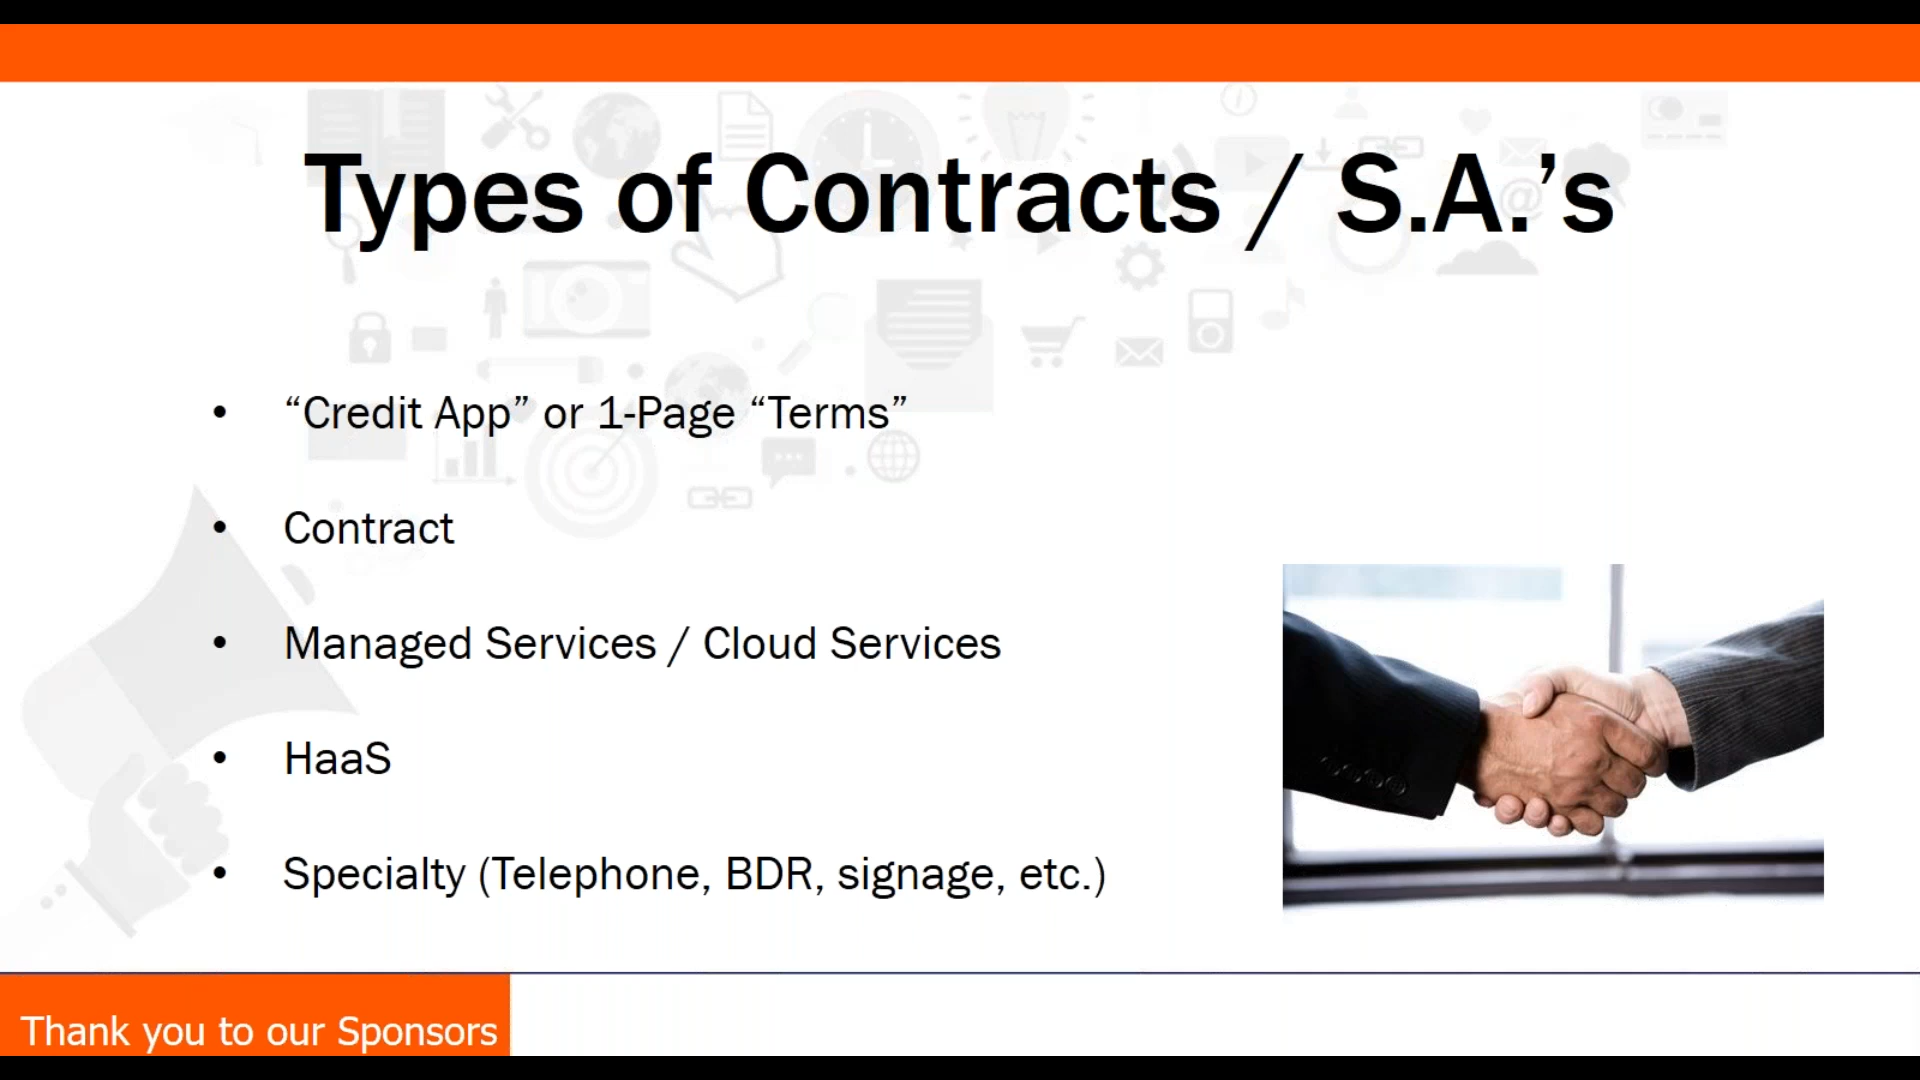 Types of Contracts / S.A.’s
• “Credit App” or 1-Page “Terms”
• Contract
• Managed Services / Cloud Services
• HaaS
• Specialty (Telephone, BDR, signage, etc.)
Thank you to our Sponsors